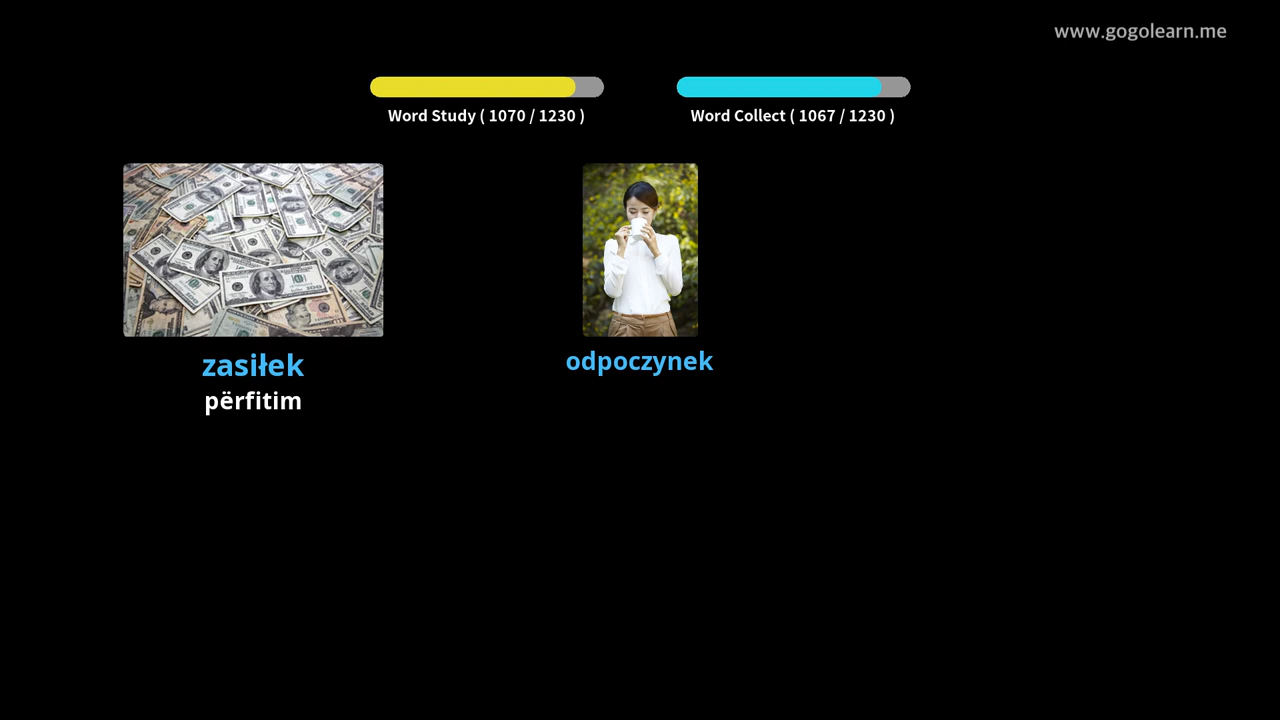 www.gogolearn.me
Word Study ( 1070 / 1230 )
Word Collect ( 1067 / 1230 )
zasiłek
përfitim
odpoczynek